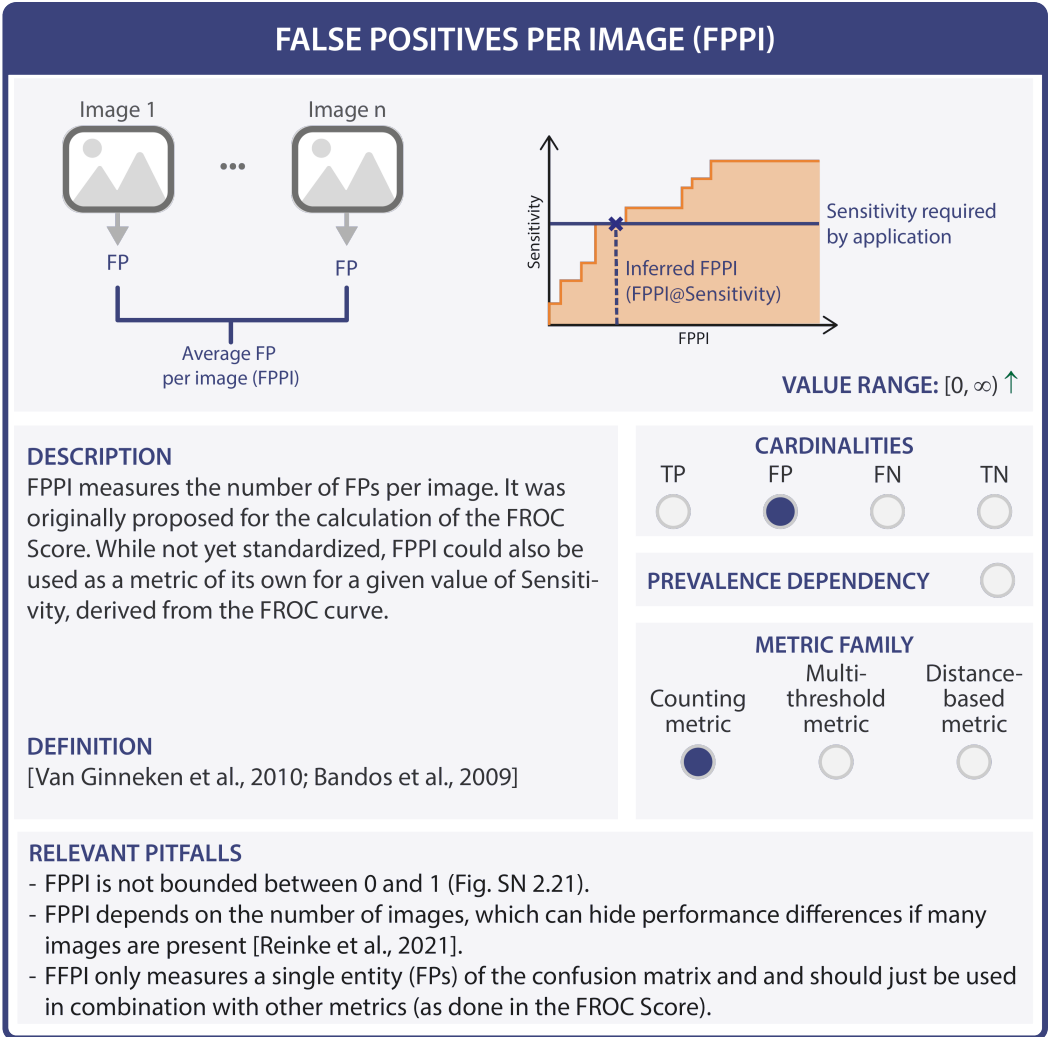 FALSE POSITIVES PER IMAGE (FPPI)
Image 1
Image n
...
FP
FP
Average FP
per image (FPPI)
Sensitivity
Sensitivity required
by application
Inferred FPPI
(FPPI@Sensitivity)
FPPI
VALUE RANGE: [0, ∞) ↑
DESCRIPTION
FPPI measures the number of FPs per image. It was
originally proposed for the calculation of the FROC
Score. While not yet standardized, FPPI could also be
used as a metric of its own for a given value of Sensiti-
vity, derived from the FROC curve.
DEFINITION
[Van Ginneken et al., 2010; Bandos et al., 2009]
CARDINALITIES
TP FP FN TN
PREVALENCE DEPENDENCY
METRIC FAMILY
Counting
metric
Multi-
threshold
metric
Distance-
based
metric
RELEVANT PITFALLS
- FPPI is not bounded between 0 and 1 (Fig. SN 2.21).
- FPPI depends on the number of images, which can hide performance differences if many
images are present [Reinke et al., 2021].
- FFPI only measures a single entity (FPs) of the confusion matrix and and should just be used
in combination with other metrics (as done in the FROC Score).